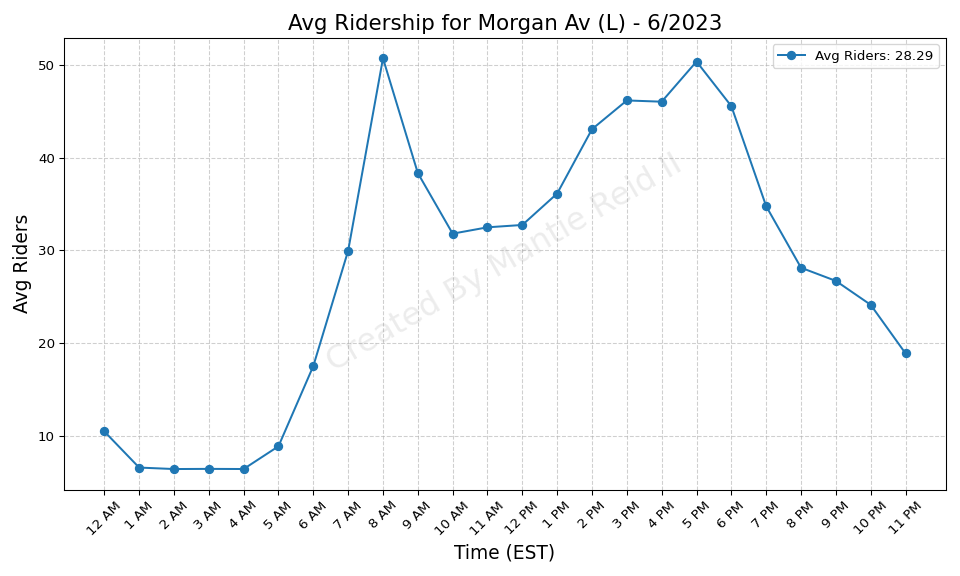 Avg Ridership for Morgan Av (L) - 6/2023
Avg Riders: 28.29
Avg Riders
50
40
30
20
10
Created By Mantie Reid II
12 AM 1 AM 2 AM 3 AM 4 AM 5 AM 6 AM 7 AM 8 AM 9 AM 10 AM 11 AM 12 PM 1 PM 2 PM 3 PM 4 PM 5 PM 6 PM 7 PM 8 PM 9 PM 10 PM 11 PM
Time (EST)